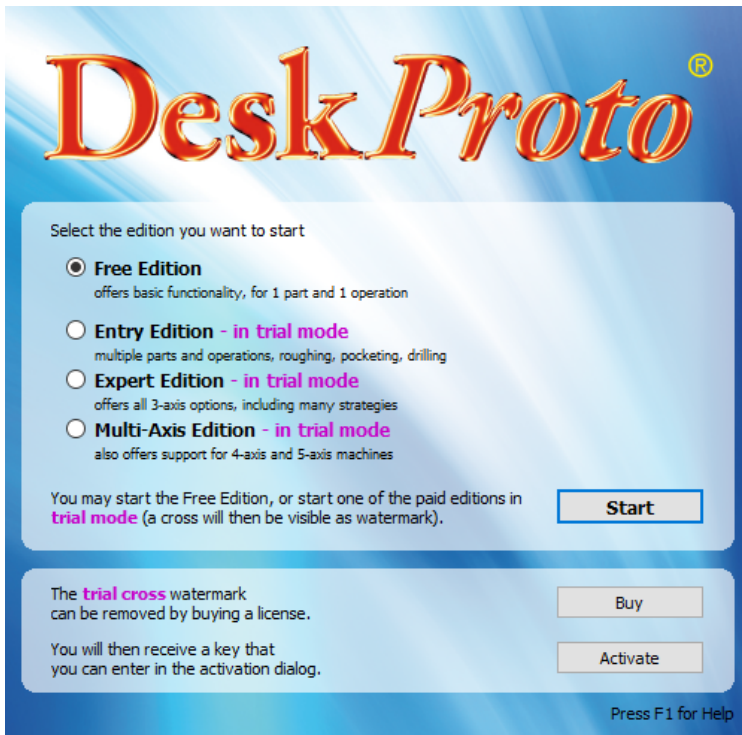 DeskProto®
Select the edition you want to start
Free Edition
offers basic functionality, for 1 part and 1 operation
Entry Edition - in trial mode
multiple parts and operations, roughing, pocketing, drilling
Expert Edition - in trial mode
offers all 3-axis options, including many strategies
Multi-Axis Edition - in trial mode
also offers support for 4-axis and 5-axis machines
You may start the Free Edition, or start one of the paid editions in
trial mode (a cross will then be visible as watermark).
Start
The trial cross watermark
can be removed by buying a license.
Buy
You will then receive a key that
you can enter in the activation dialog.
Activate
Press F1 for Help